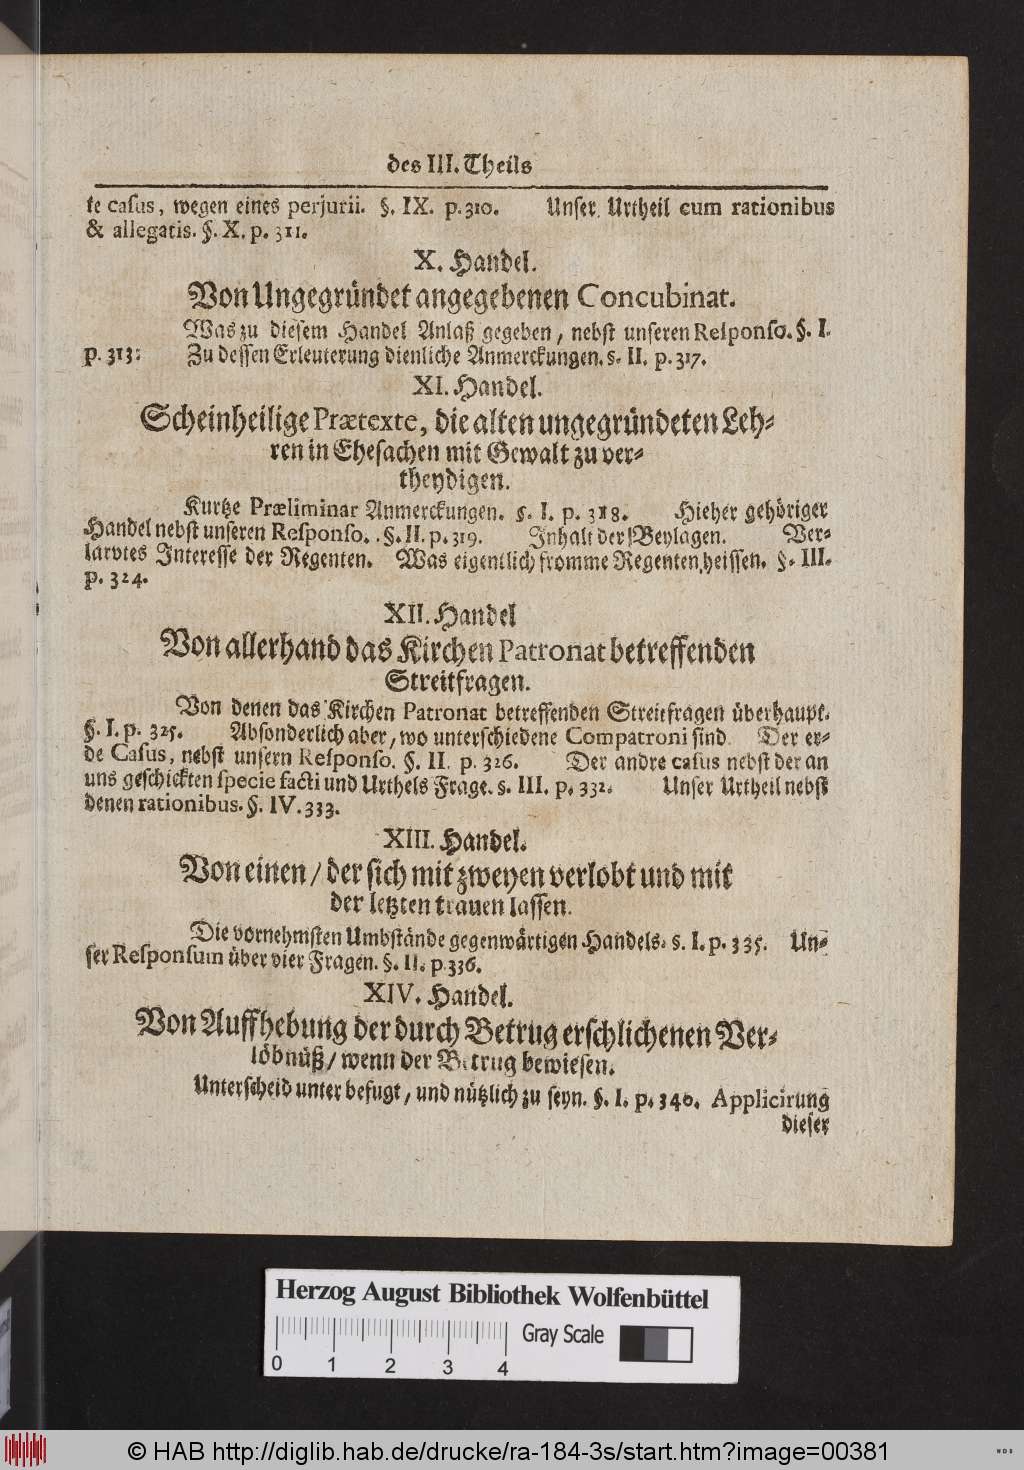 des III. Theils
te casus, wegen eines perjurii. §. IX. p. 310. Unser Urtheil cum rationibus
& allegatis. §. X. p. 311.
X. Handel.
Von Ungegründet angegebenen Concubinat.
Was zu diesem Handel Anlaß gegeben, nebst unseren Responso. §. I.
p. 313: Zu dessen Erleuterung dienliche Anmerckungen. §. II. p. 317.
XI. Handel.
Scheinheilige Prætexte, die alten ungegründeten Leh-
ren in Ehesachen mit Gewalt zu ver-
theydigen.
Kurtze Præliminar Anmerckungen. §. I. p. 318. Hieher gehöriger
Handel nebst unseren Responso. . §. II. p. 319. Inhalt der Beylagen. Ver-
larvtes Interesse der Regenten. Was eigentlich fromme Regenten heissen. §. III.
p. 324.
XII. Handel
Von allerhand das Kirchen Patronat betreffenden
Streitfragen.
Von denen das Kirchen Patronat betreffenden Streitfragen überhaupt.
§. I. p. 325. Absonderlich aber, wo unterschiedene Compatroni sind. Der er-
de Casus, nebst unsern Responso. §. II. p. 326. Der andre casus nebst der an
uns geschickten specie facti und Urthels Frage. §. III. p. 332. Unser Urtheil nebst
denen rationibus. §. IV. 333.
XIII. Handel.
Von einen / der sich mit zweyen verlobt und mit
der letzten trauen lassen.
Die vornehmsten Umbstände gegenwärtigen Handels. §. I. p. 335. Un-
ser Responsum über vier Fragen. §. II. p. 336.
XIV. Handel.
Von Auffhebung der durch Betrug erschlichenen Ver-
löbnüß / wenn der Betrug bewiesen.
Unterscheid unter befugt, und nützlich zu seyn. §. I. p. 340. Applicirung
dieser
Herzog August Bibliothek Wolfenbüttel
Gray Scale
0 1 2 3 4
© HAB http://diglib.hab.de/drucke/ra-184-3s/start.htm?image=00381